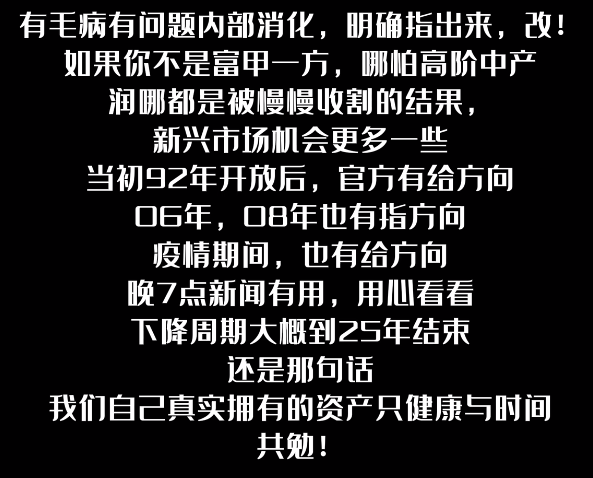 有毛病有问题内部消化，明确指出来，改！
如果你不是富甲一方，哪怕高阶中产
润哪都是被慢慢收割的结果，
新兴市场机会更多一些
当初92年开放后，官方有给方向
06年，08年也有指方向
疫情期间，也有给方向
晚7点新闻有用，用心看看
下降周期大概到25年结束
还是那句话
我们自己真实拥有的资产只健康与时间
共勉！